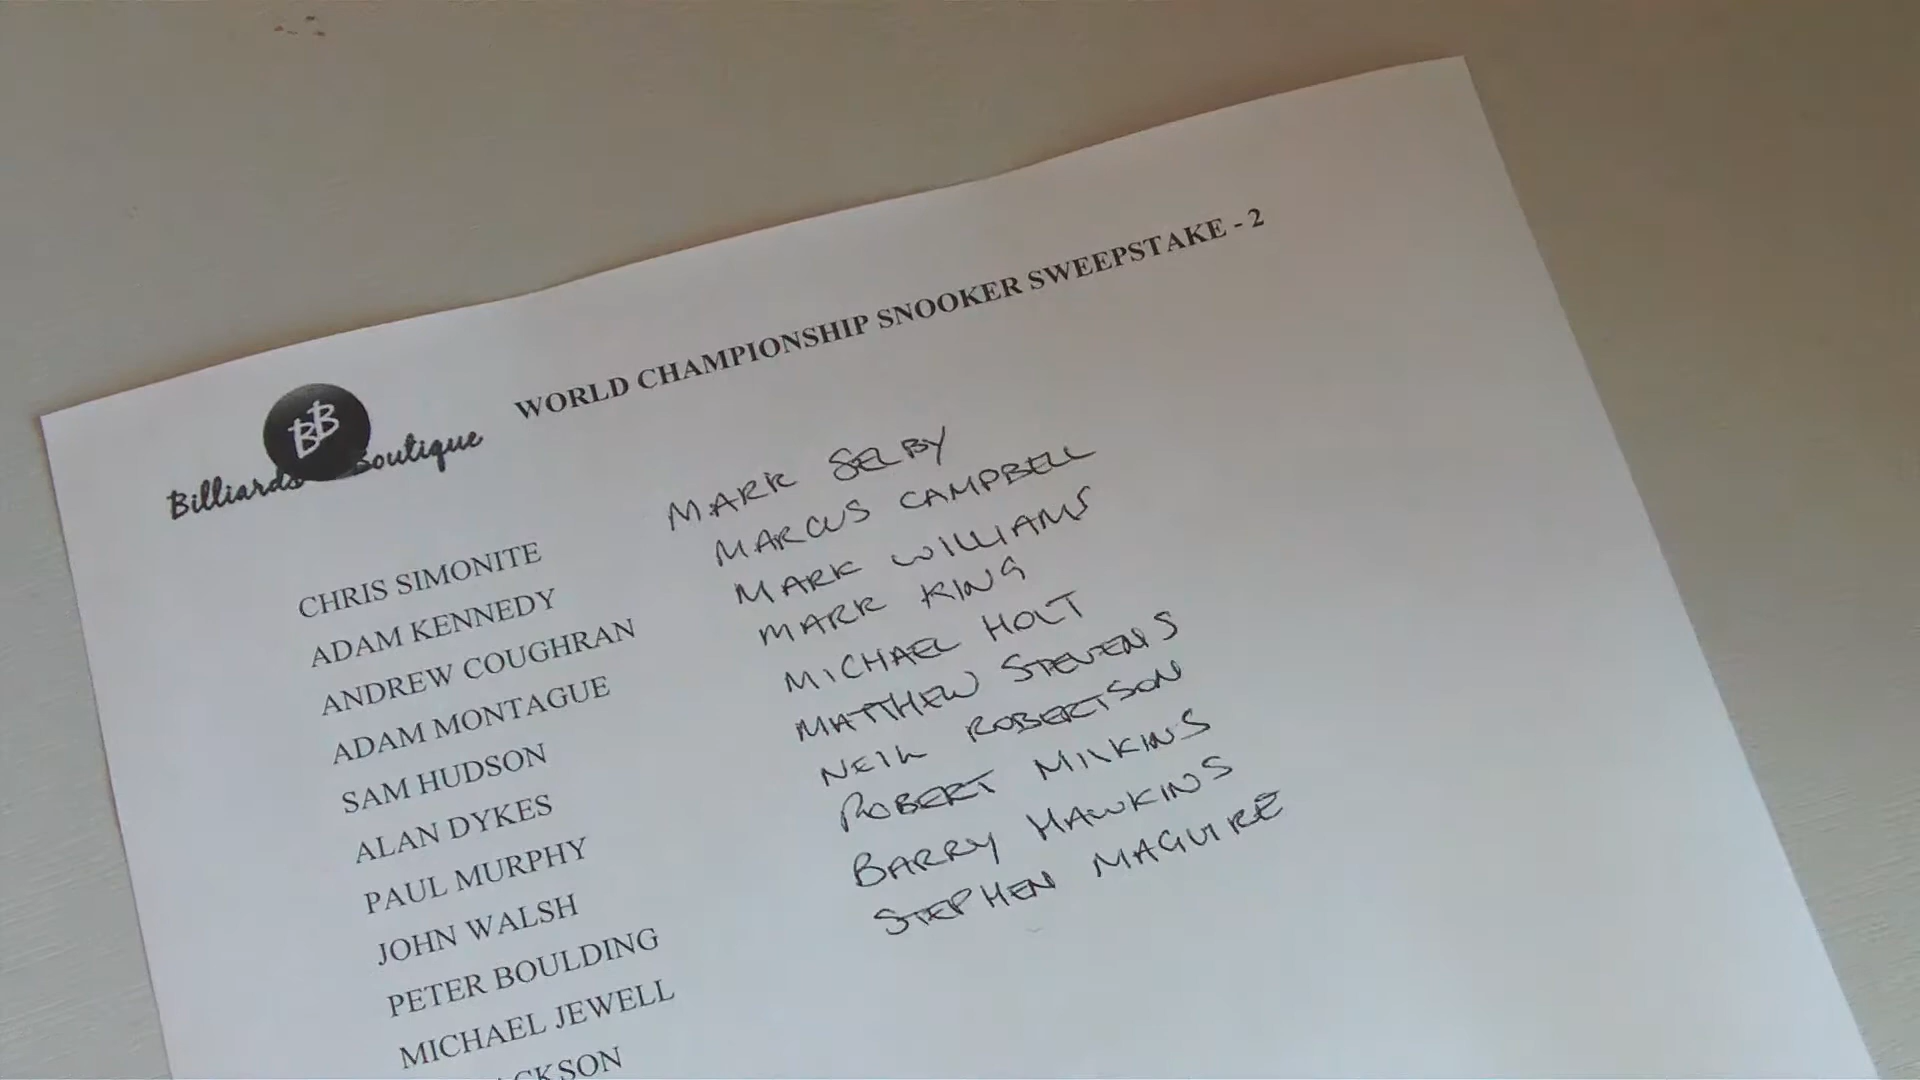 BB
Billiards Boutique
WORLD CHAMPIONSHIP SNOOKER SWEEPSTAKE - 2
CHRIS SIMONITE MARK SELBY
ADAM KENNEDY MARCUS CAMPBELL
ANDREW COUGHRAN MARK WILLIAMS
ADAM MONTAGUE MARK KING
SAM HUDSON MICHAEL HOLT
ALAN DYKES MATTHEW STEVENS
PAUL MURPHY NEIL ROBERTSON
JOHN WALSH ROBERT MILKINS
PETER BOULDING BARRY HAWKINS
MICHAEL JEWELL STEPHEN MAGUIRE